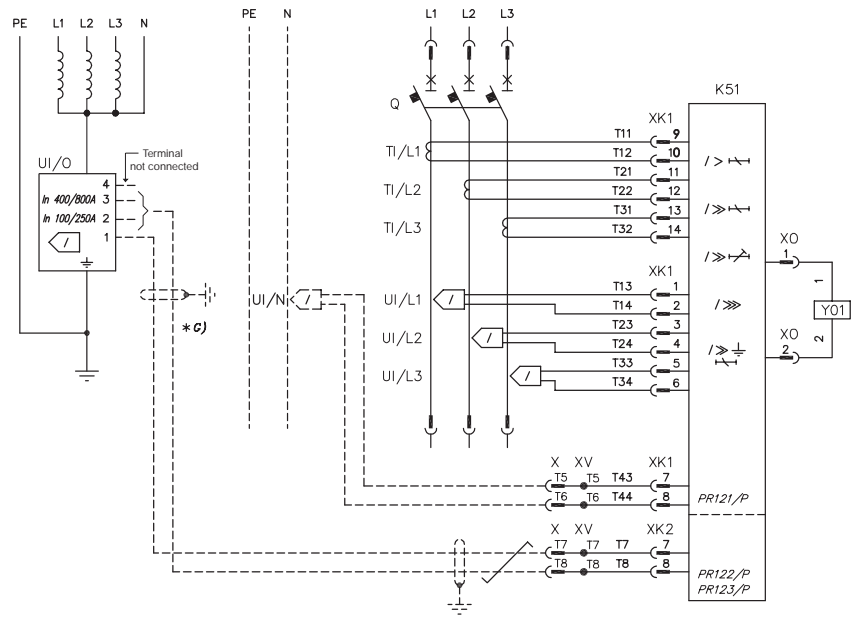 PE L1 L2 L3 N
PE N
L1 L2 L3
K51
Q
XK1
UI/O
Terminal
not connected
4
In 400/800A 3
In 100/250A 2
1
/
TI/L1
T11 9
T12 10
TI/L2
T21 11
T22 12
TI/L3
T31 13
T32 14
/>
/≫
/≫
/⋙
/≫
XO
1
1
Y01
2
XO
2
*G)
UI/N /
XK1
UI/L1 /
T13 1
T14 2
UI/L2 /
T23 3
T24 4
UI/L3 /
T33 5
T34 6
X XV XK1
T5 T5 T43 7
T6 T6 T44 8
PR121/P
X XV XK2
T7 T7 T7 7
T8 T8 T8 8
PR122/P
PR123/P